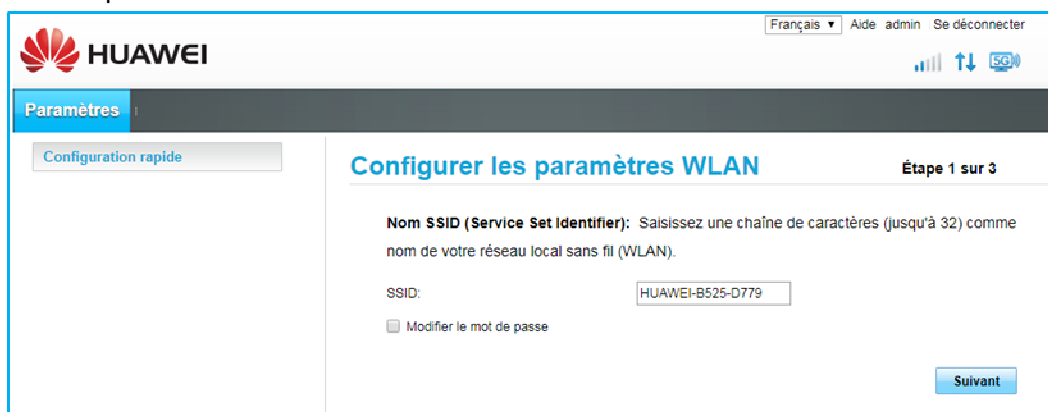 Français ▼ Aide admin Se déconnecter
HUAWEI
5G
Paramètres
Configuration rapide
Configurer les paramètres WLAN
Étape 1 sur 3
Nom SSID (Service Set Identifier): Saisissez une chaîne de caractères (jusqu'à 32) comme
nom de votre réseau local sans fil (WLAN).
SSID:
HUAWEI-B525-D779
Modifier le mot de passe
Suivant